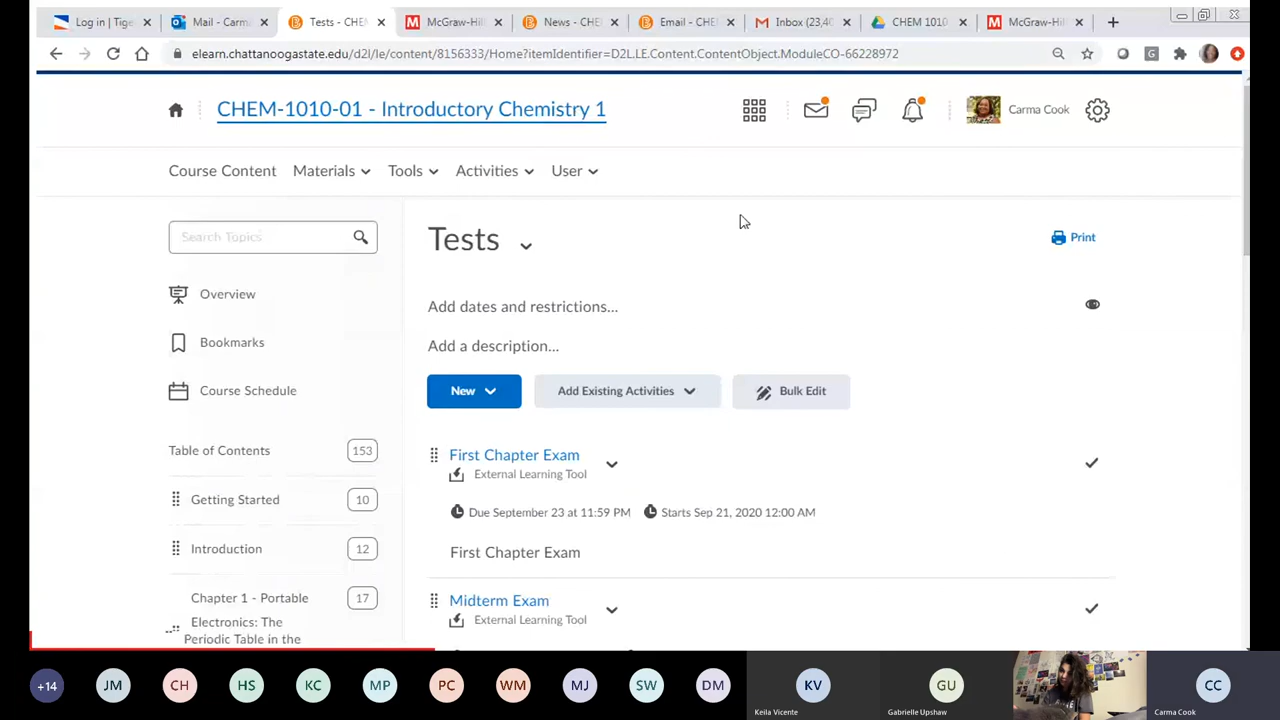 Log in | Tige
Mail - Carma
Tests - CHE
McGraw-Hil
News - CHE
Email - CHEM
Inbox (23,40
CHEM 1010
McGraw-Hil
elearn.chattanoogastate.edu/d2l/le/content/8156333/Home?itemIdentifier=D2L.LE.Content.ContentObject.ModuleCO-66228972
CHEM-1010-01 - Introductory Chemistry 1
Carma Cook
Course Content
Materials
Tools
Activities
User
Search Topics
Tests
Print
Overview
Add dates and restrictions...
Bookmarks
Add a description...
Course Schedule
New
Add Existing Activities
Bulk Edit
Table of Contents 153
First Chapter Exam
External Learning Tool
Getting Started 10
Due September 23 at 11:59 PM Starts Sep 21, 2020 12:00 AM
Introduction 12
First Chapter Exam
Chapter 1 - Portable 17
Electronics: The
Periodic Table in the
Midterm Exam
External Learning Tool
+14
JM
CH
HS
KC
MP
PC
WM
MJ
SW
DM
KV
Keila Vicente
GU
Gabrielle Upshaw
CC
Carma Cook